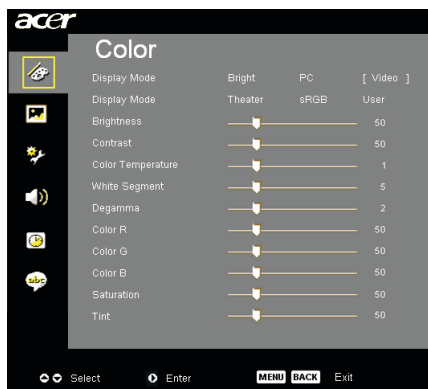 acer
Color
Display Mode Bright PC [ Video ]
Display Mode Theater sRGB User
Brightness 50
Contrast 50
Color Temperature 1
White Segment 5
Degamma 2
Color R 50
Color G 50
Color B 50
Saturation 50
Tint 50
abc
Select Enter MENU BACK Exit